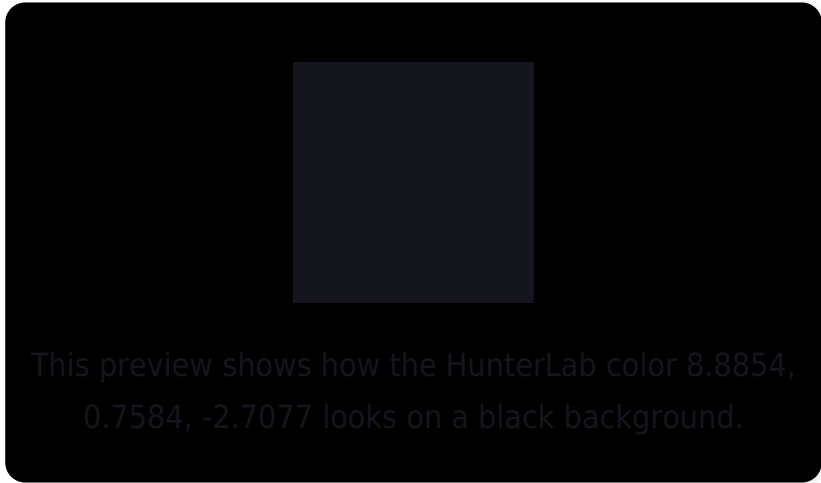 This preview shows how the HunterLab color 8.8854,
0.7584, -2.7077 looks on a black background.